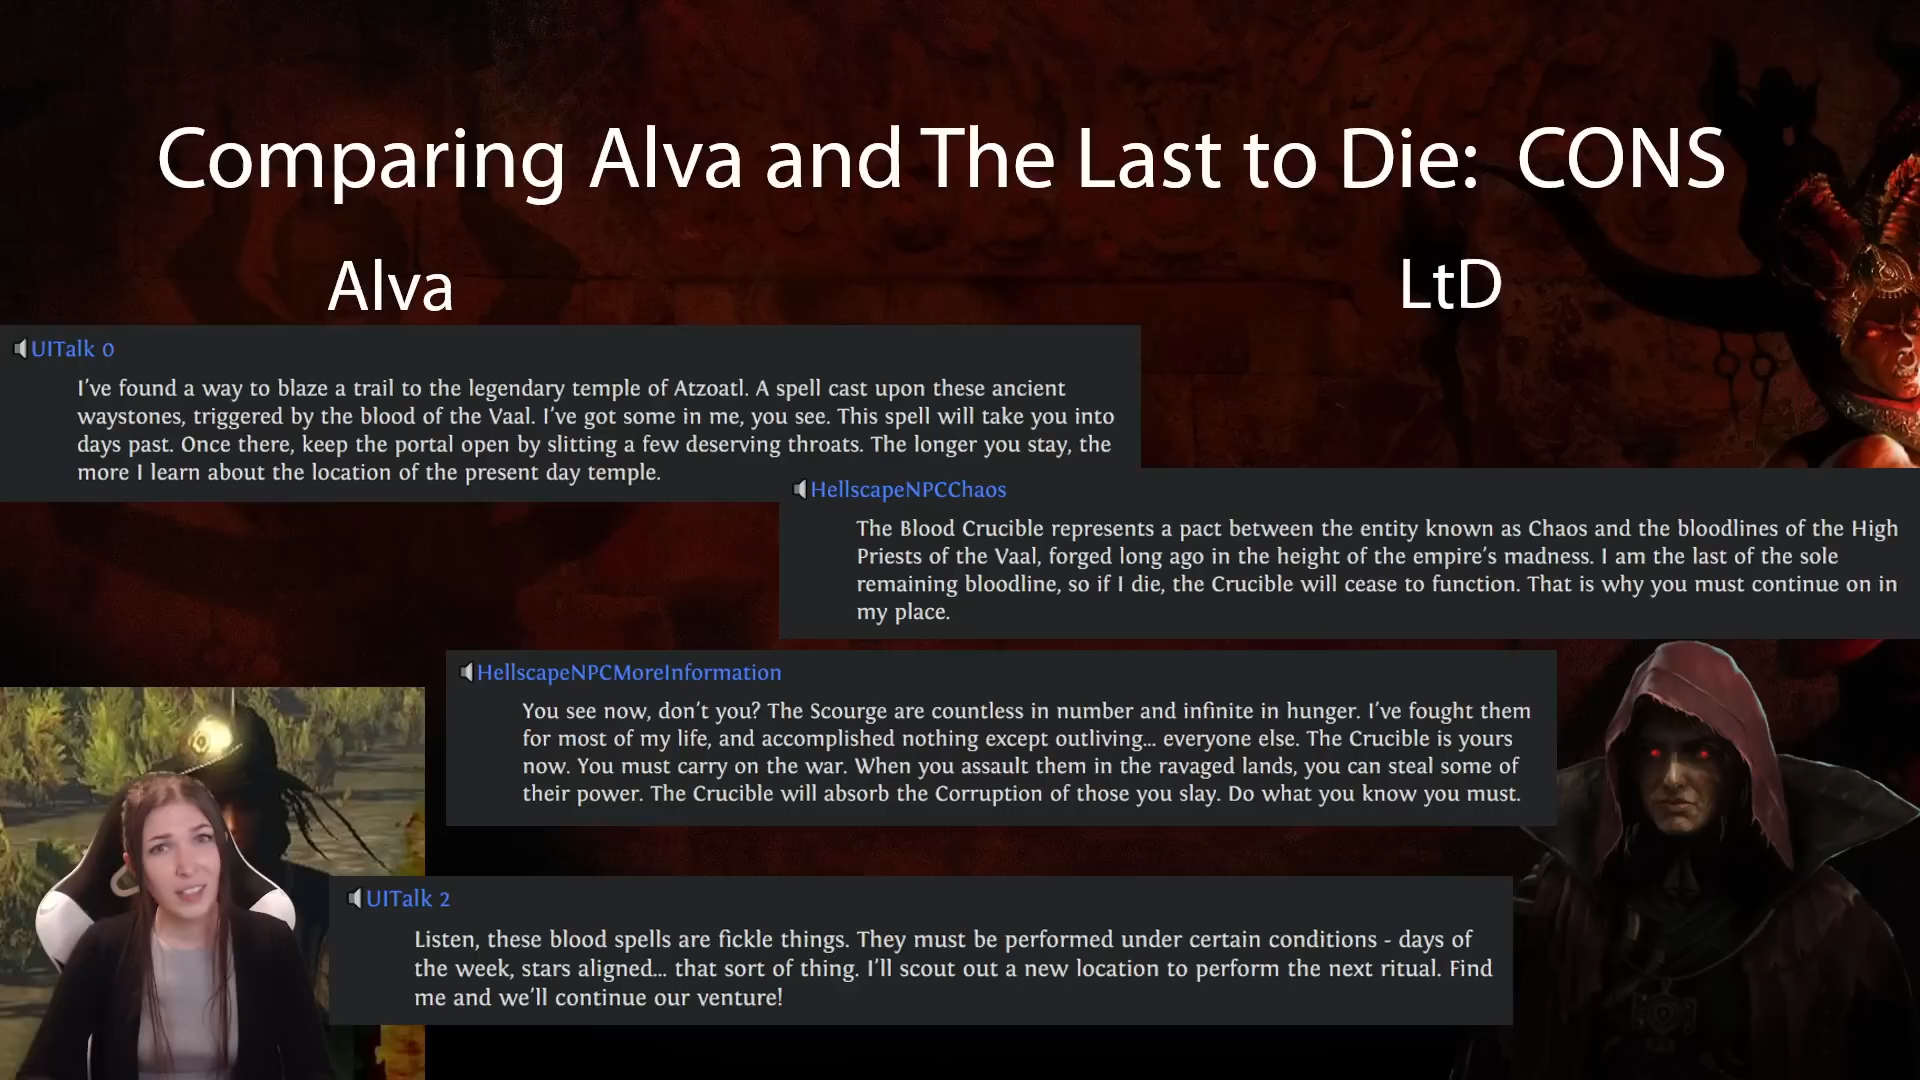 Comparing Alva and The Last to Die: CONS
Alva
LtD
UITalk 0
I've found a way to blaze a trail to the legendary temple of Atzoatl. A spell cast upon these ancient
waystones, triggered by the blood of the Vaal. I've got some in me, you see. This spell will take you into
days past. Once there, keep the portal open by slitting a few deserving throats. The longer you stay, the
more I learn about the location of the present day temple.
HellscapeNPCChaos
The Blood Crucible represents a pact between the entity known as Chaos and the bloodlines of the High
Priests of the Vaal, forged long ago in the height of the empire's madness. I am the last of the sole
remaining bloodline, so if I die, the Crucible will cease to function. That is why you must continue on in
my place.
HellscapeNPCMoreInformation
You see now, don't you? The Scourge are countless in number and infinite in hunger. I've fought them
for most of my life, and accomplished nothing except outliving... everyone else. The Crucible is yours
now. You must carry on the war. When you assault them in the ravaged lands, you can steal some of
their power. The Crucible will absorb the Corruption of those you slay. Do what you know you must.
UITalk 2
Listen, these blood spells are fickle things. They must be performed under certain conditions - days of
the week, stars aligned... that sort of thing. I'll scout out a new location to perform the next ritual. Find
me and we'll continue our venture!